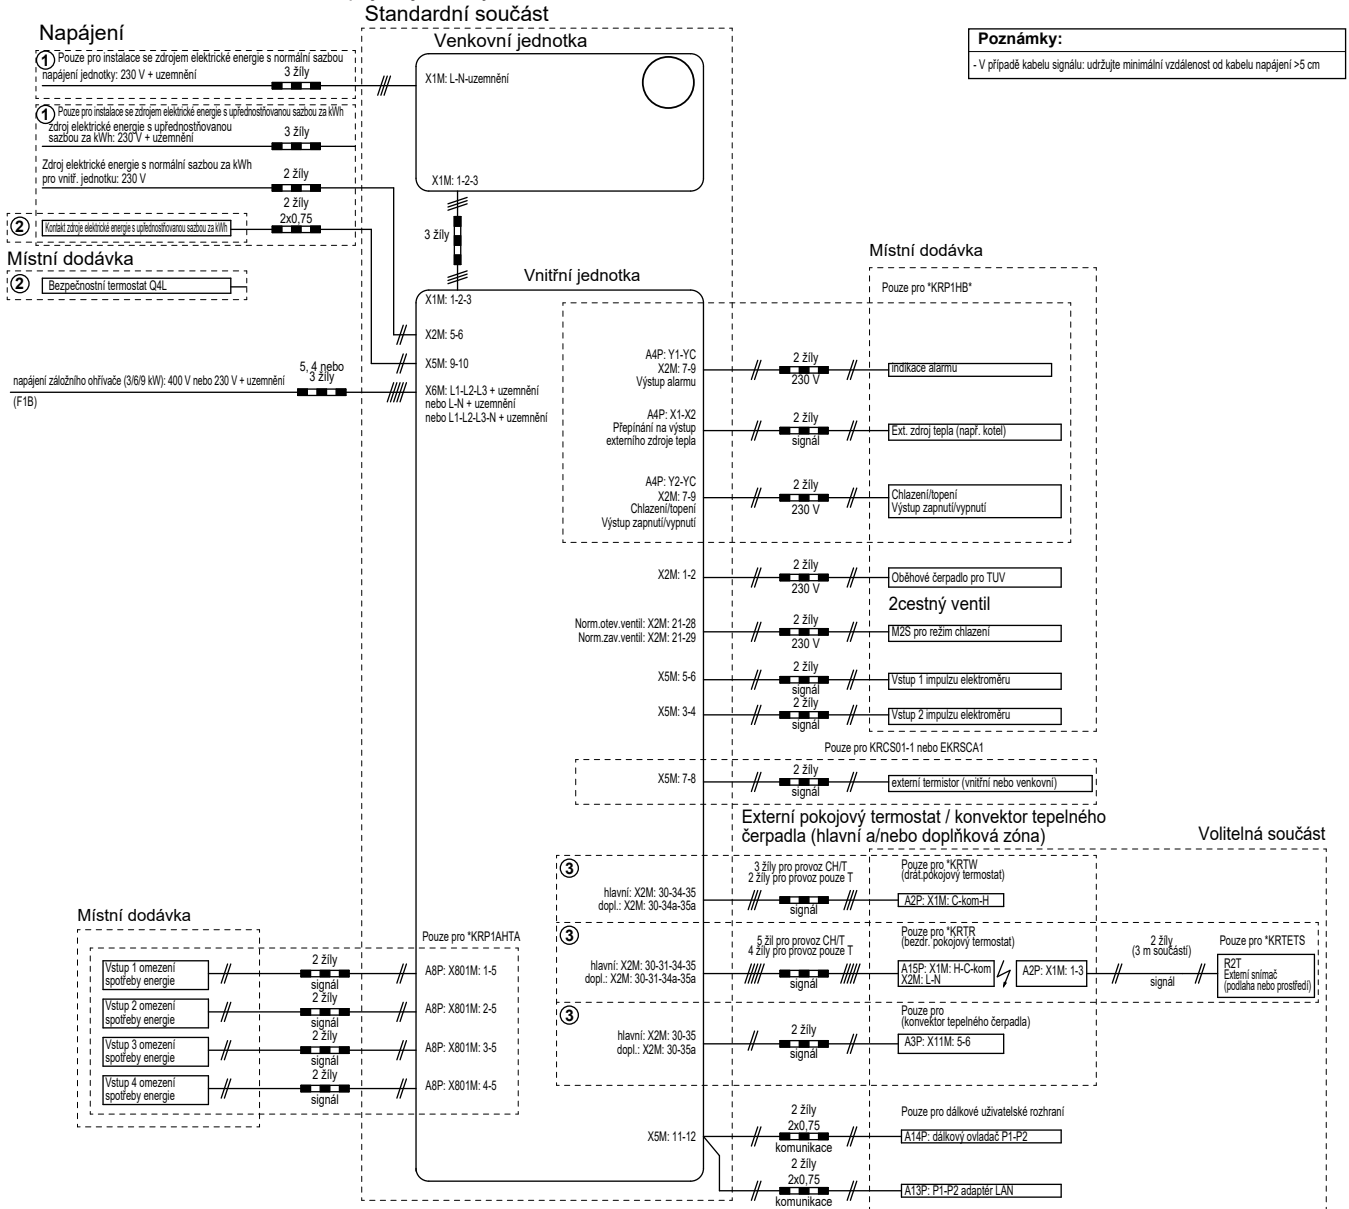 Standardní součást
Napájení
Venkovní jednotka
Poznámky:
- V případě kabelu signálu: udržujte minimální vzdálenost od kabelu napájení >5 cm
1 Pouze pro instalace se zdrojem elektrické energie s normální sazbou
napájení jednotky: 230 V + uzemnění
3 žíly
X1M: L-N-uzemnění
1 Pouze pro instalace se zdrojem elektrické energie s upřednostňovanou sazbou za kWh
zdroj elektrické energie s upřednostňovanou
sazbou za kWh: 230 V + uzemnění
3 žíly
Zdroj elektrické energie s normální sazbou za kWh
pro vnitř. jednotku: 230 V
2 žíly
X1M: 1-2-3
2 žíly
2x0,75
2 Kontakt zdroje elektrické energie s upřednostňovanou sazbou za kWh
3 žíly
Místní dodávka
2 Bezpečnostní termostat Q4L
Vnitřní jednotka
Místní dodávka
Pouze pro *KRP1HB*
X1M: 1-2-3
X2M: 5-6
X5M: 9-10
napájení záložního ohřívače (3/6/9 kW): 400 V nebo 230 V + uzemnění
(F1B)
5, 4 nebo
3 žíly
X6M: L1-L2-L3 + uzemnění
nebo L-N + uzemnění
nebo L1-L2-L3-N + uzemnění
A4P: Y1-YC
X2M: 7-9
Výstup alarmu
2 žíly
230 V
Indikace alarmu
A4P: X1-X2
Přepínání na výstup
externího zdroje tepla
2 žíly
signál
Ext. zdroj tepla (např. kotel)
A4P: Y2-YC
X2M: 7-9
Chlazení/topení
Výstup zapnutí/vypnutí
2 žíly
230 V
Chlazení/topení
Výstup zapnutí/vypnutí
X2M: 1-2
2 žíly
230 V
Oběhové čerpadlo pro TUV
2cestný ventil
Norm.otev.ventil: X2M: 21-28
Norm.zav.ventil: X2M: 21-29
2 žíly
230 V
M2S pro režim chlazení
X5M: 5-6
2 žíly
signál
Vstup 1 impulzu elektroměru
X5M: 3-4
2 žíly
signál
Vstup 2 impulzu elektroměru
Pouze pro KRCS01-1 nebo EKRSCA1
X5M: 7-8
2 žíly
signál
externí termistor (vnitřní nebo venkovní)
Externí pokojový termostat / konvektor tepelného
čerpadla (hlavní a/nebo doplňková zóna)
Volitelná součást
3
hlavní: X2M: 30-34-35
dopl.: X2M: 30-34a-35a
3 žíly pro provoz CH/T
2 žíly pro provoz pouze T
signál
Pouze pro *KRTW
(drát.pokojový termostat)
A2P: X1M: C-kom-H
3
hlavní: X2M: 30-31-34-35
dopl.: X2M: 30-31-34a-35a
5 žil pro provoz CH/T
4 žíly pro provoz pouze T
signál
Pouze pro *KRTR
(bezdr. pokojový termostat)
A15P: X1M: H-C-kom
X2M: L-N
A2P: X1M: 1-3
2 žíly
(3 m součástí)
signál
Pouze pro *KRTETS
R2T
Externí snímač
(podlaha nebo prostředí)
3
hlavní: X2M: 30-35
dopl.: X2M: 30-35a
2 žíly
signál
Pouze pro
(konvektor tepelného čerpadla)
A3P: X11M: 5-6
Místní dodávka
Pouze pro *KRP1AHTA
Vstup 1 omezení
spotřeby energie
2 žíly
signál
A8P: X801M: 1-5
Vstup 2 omezení
spotřeby energie
2 žíly
signál
A8P: X801M: 2-5
Vstup 3 omezení
spotřeby energie
2 žíly
signál
A8P: X801M: 3-5
Vstup 4 omezení
spotřeby energie
2 žíly
signál
A8P: X801M: 4-5
X5M: 11-12
2 žíly
2x0,75
komunikace
Pouze pro dálkové uživatelské rozhraní
A14P: dálkový ovladač P1-P2
2 žíly
2x0,75
komunikace
A13P: P1-P2 adaptér LAN